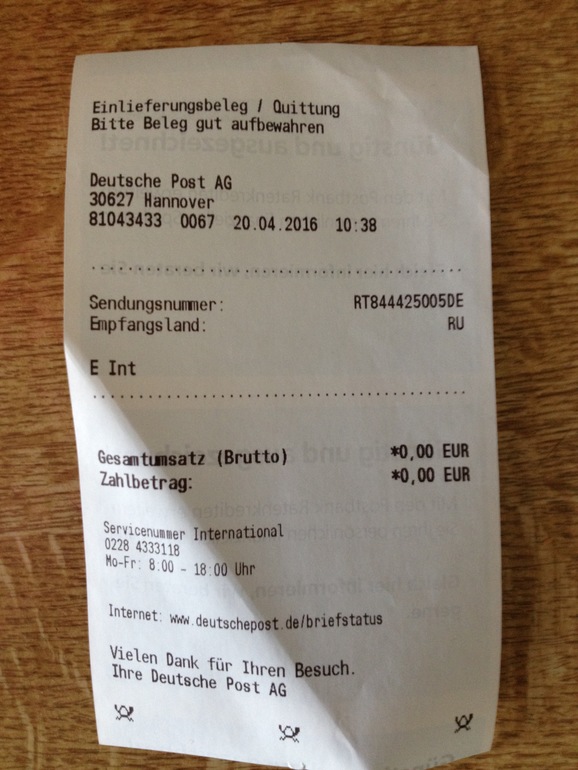 Einlieferungsbeleg / Quittung
Bitte Beleg gut aufbewahren
Deutsche Post AG
30627 Hannover
81043433 0067 20.04.2016 10:38
Sendungsnummer: RT844425005DE
Empfangsland: RU
E Int
Gesamtumsatz (Brutto) *0,00 EUR
Zahlbetrag: *0,00 EUR
Servicenummer International
0228 4333118
Mo-Fr: 8:00 - 18:00 Uhr
Internet: www.deutschepost.de/briefstatus
Vielen Dank für Ihren Besuch.
Ihre Deutsche Post AG